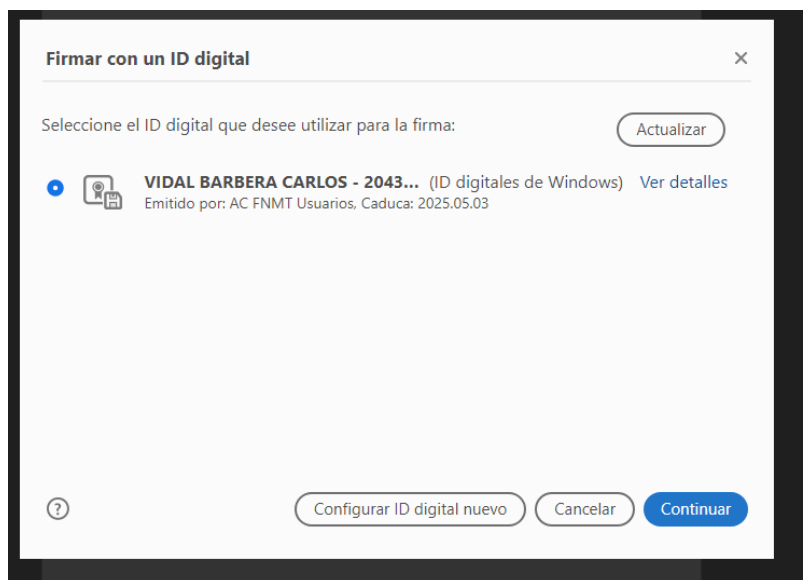 Firmar con un ID digital
Seleccione el ID digital que desee utilizar para la firma:
Actualizar
VIDAL BARBERA CARLOS - 2043... (ID digitales de Windows) Ver detalles
Emitido por: AC FNMT Usuarios, Caduca: 2025.05.03
?
Configurar ID digital nuevo
Cancelar
Continuar